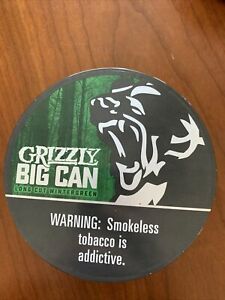 GRIZZLY
BIG CAN
LONG CUT WINTERGREEN
WARNING: Smokeless
tobacco is
addictive.